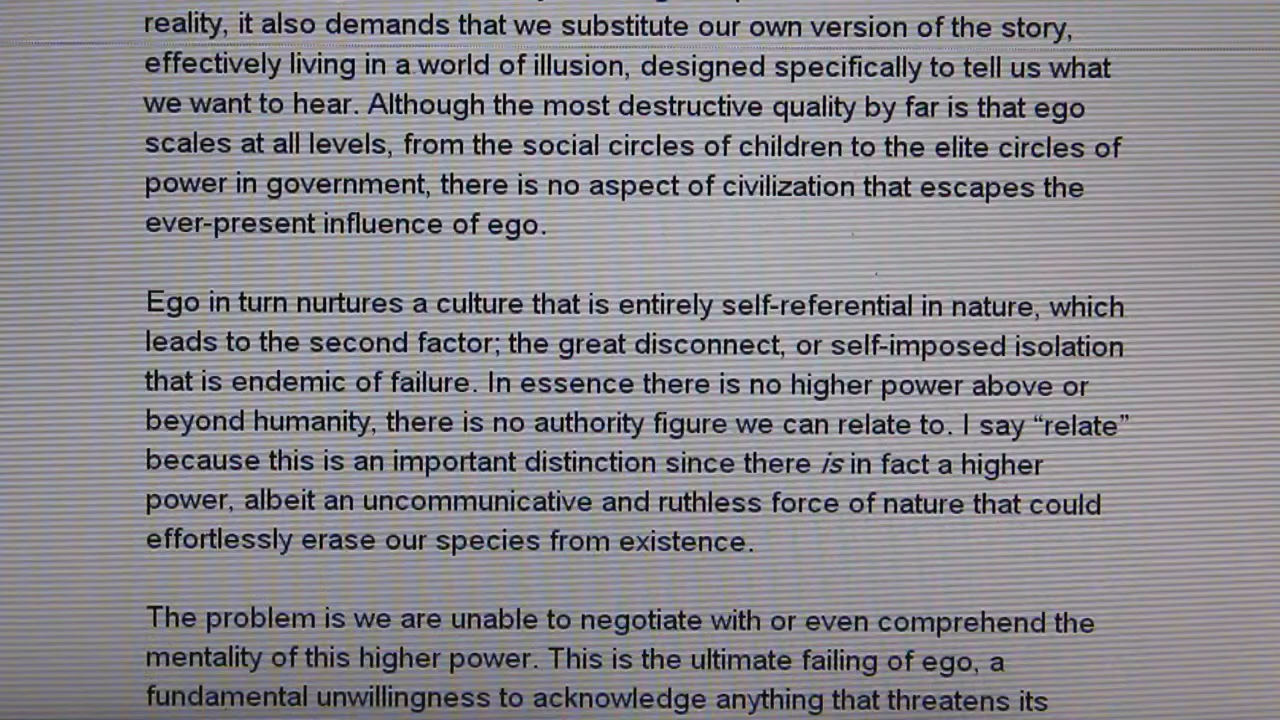 reality, it also demands that we substitute our own version of the story,
effectively living in a world of illusion, designed specifically to tell us what
we want to hear. Although the most destructive quality by far is that ego
scales at all levels, from the social circles of children to the elite circles of
power in government, there is no aspect of civilization that escapes the
ever-present influence of ego.
Ego in turn nurtures a culture that is entirely self-referential in nature, which
leads to the second factor; the great disconnect, or self-imposed isolation
that is endemic of failure. In essence there is no higher power above or
beyond humanity, there is no authority figure we can relate to. I say “relate”
because this is an important distinction since there is in fact a higher
power, albeit an uncommunicative and ruthless force of nature that could
effortlessly erase our species from existence.
The problem is we are unable to negotiate with or even comprehend the
mentality of this higher power. This is the ultimate failing of ego, a
fundamental unwillingness to acknowledge anything that threatens its